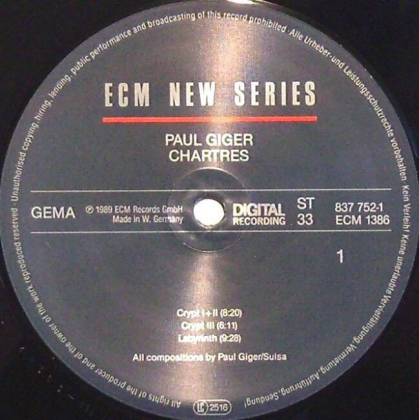 Unauthorised copying, hiring, lending, public performance and broadcasting of this record prohibited. Alle Urheber- und Leistungsschutzrechte vorbehalten. Kein Verleih! Keine unerlaubte Vervielfältigung, Vermietung, Aufführung, Sendung!
ECM NEW SERIES
PAUL GIGER
CHARTRES
GEMA
℗ 1989 ECM Records GmbH
Made in W. Germany
DIGITAL
RECORDING
ST
33
837 752-1
ECM 1386
1
Crypt I+II (8:20)
Crypt III (6:11)
Labyrinth (9:28)
All compositions by Paul Giger/Suisa
All rights of the producer and of the owner of the work reproduced reserved.
LC 2516